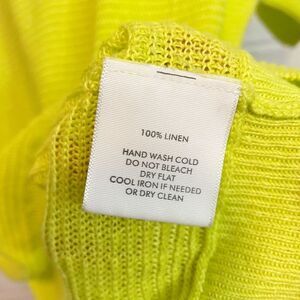 100% LINEN
HAND WASH COLD
DO NOT BLEACH
DRY FLAT
COOL IRON IF NEEDED
OR DRY CLEAN